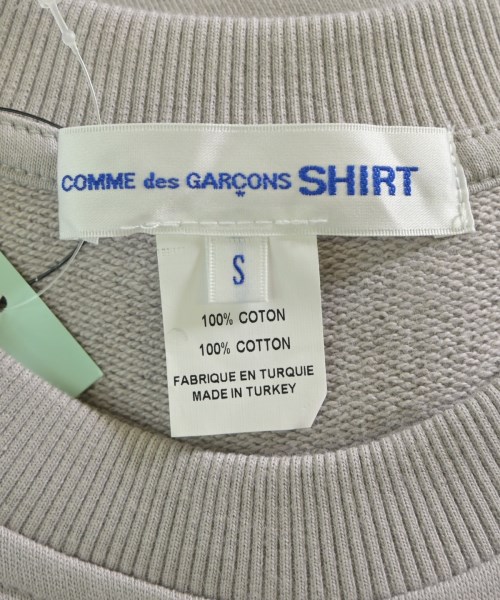 COMME des GARÇONS SHIRT
S
100% COTON
100% COTTON
FABRIQUE EN TURQUIE
MADE IN TURKEY